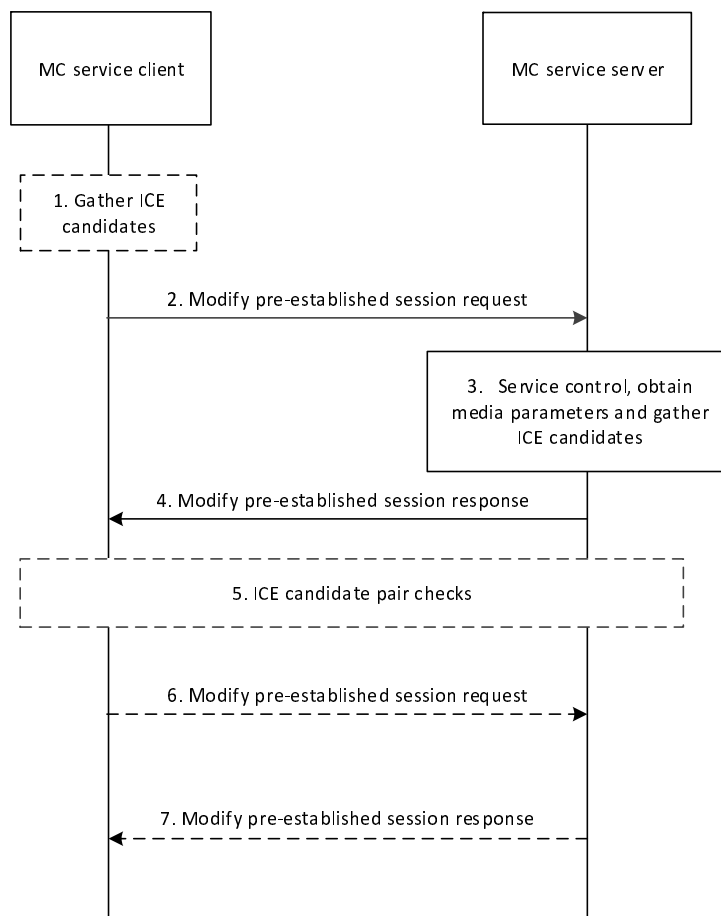 MC service client
MC service server
1. Gather ICE
candidates
2. Modify pre-established session request
3. Service control, obtain
media parameters and gather
ICE candidates
4. Modify pre-established session response
5. ICE candidate pair checks
6. Modify pre-established session request
7. Modify pre-established session response